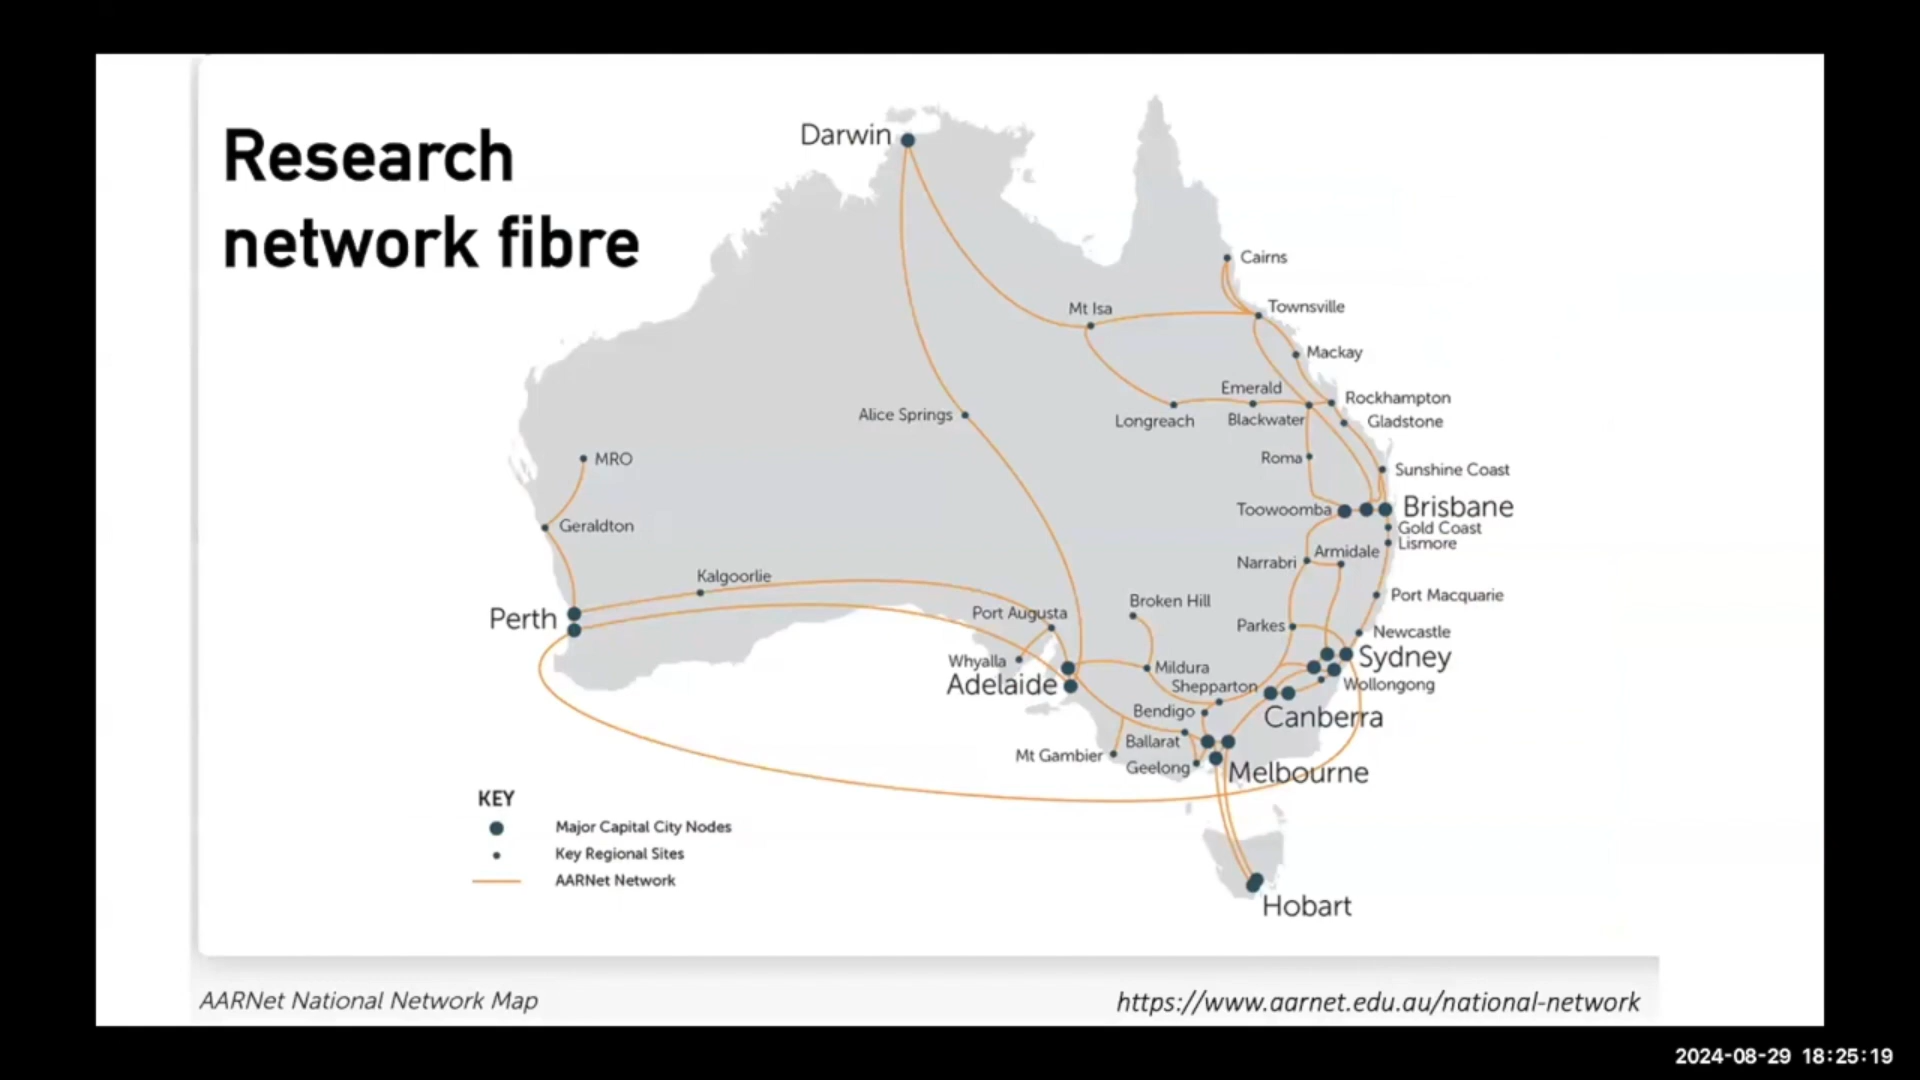 Research
network fibre
Darwin
Cairns
Mt Isa
Townsville
Mackay
Emerald
Rockhampton
Alice Springs
Longreach
Blackwater
Gladstone
MRO
Roma
Sunshine Coast
Toowoomba
Brisbane
Geraldton
Gold Coast
Lismore
Armidale
Narrabri
Kalgoorlie
Port Macquarie
Broken Hill
Perth
Port Augusta
Parkes
Newcastle
Whyalla
Mildura
Sydney
Adelaide
Shepparton
Wollongong
Bendigo
Canberra
Ballarat
Mt Gambier
Geelong
Melbourne
KEY
Major Capital City Nodes
Key Regional Sites
AARNet Network
Hobart
AARNet National Network Map
https://www.aarnet.edu.au/national-network
2024-08-29 18:25:19